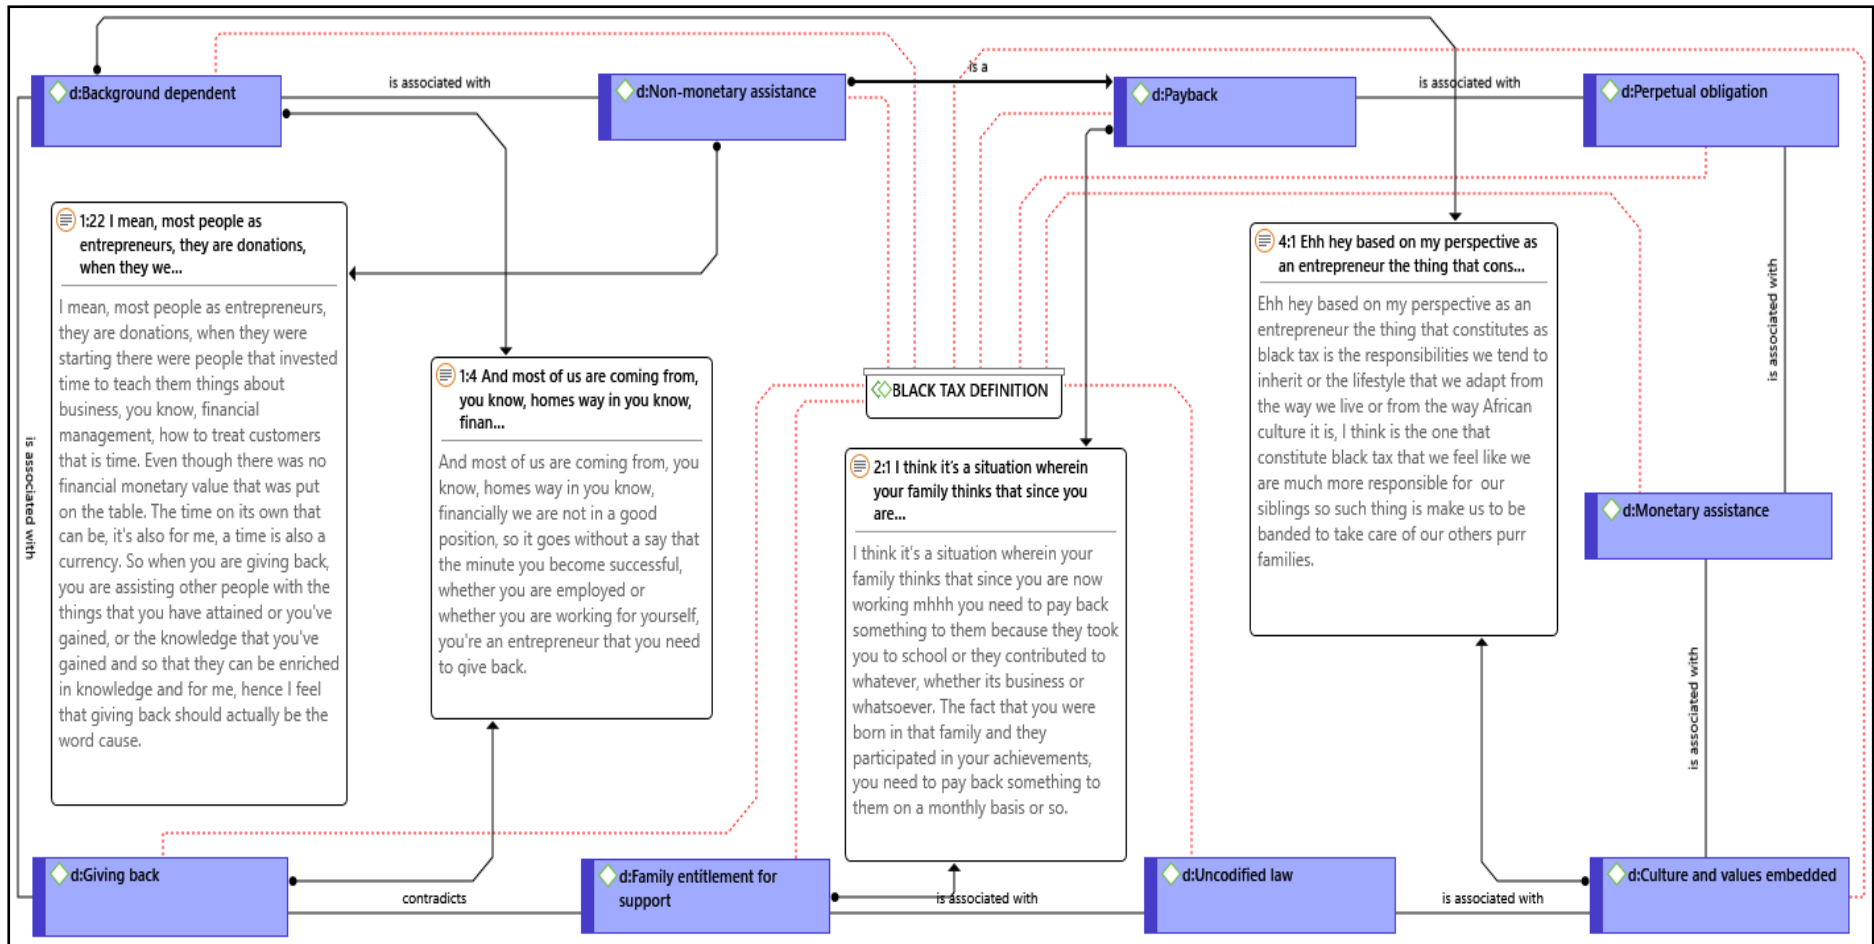 is a
d:Background dependent
is associated with
d:Non-monetary assistance
d:Payback
is associated with
d:Perpetual obligation
1:22 I mean, most people as
entrepreneurs, they are donations,
when they we...
I mean, most people as entrepreneurs,
they are donations, when they were
starting there were people that invested
time to teach them things about
business, you know, financial
management, how to treat customers
that is time. Even though there was no
financial monetary value that was put
on the table. The time on its own that
can be, it's also for me, a time is also a
currency. So when you are giving back,
you are assisting other people with the
things that you have attained or you've
gained, or the knowledge that you've
gained and so that they can be enriched
in knowledge and for me, hence I feel
that giving back should actually be the
word cause.
1:4 And most of us are coming from,
you know, homes way in you know,
finan...
And most of us are coming from, you
know, homes way in you know,
financially we are not in a good
position, so it goes without a say that
the minute you become successful,
whether you are employed or
whether you are working for yourself,
you're an entrepreneur that you need
to give back.
BLACK TAX DEFINITION
2:1 I think it's a situation wherein
your family thinks that since you
are...
I think it's a situation wherein your
family thinks that since you are now
working mhhh you need to pay back
something to them because they took
you to school or they contributed to
whatever, whether its business or
whatsoever. The fact that you were
born in that family and they
participated in your achievements,
you need to pay back something to
them on a monthly basis or so.
4:1 Ehh hey based on my perspective as
an entrepreneur the thing that cons...
Ehh hey based on my perspective as an
entrepreneur the thing that constitutes as
black tax is the responsibilities we tend to
inherit or the lifestyle that we adapt from
the way we live or from the way African
culture it is, I think is the one that
constitute black tax that we feel like we
are much more responsible for  our
siblings so such thing is make us to be
banded to take care of our others purr
families.
is associated with
is associated with
d:Monetary assistance
is associated with
d:Giving back
contradicts
d:Family entitlement for
support
is associated with
d:Uncodified law
is associated with
d:Culture and values embedded